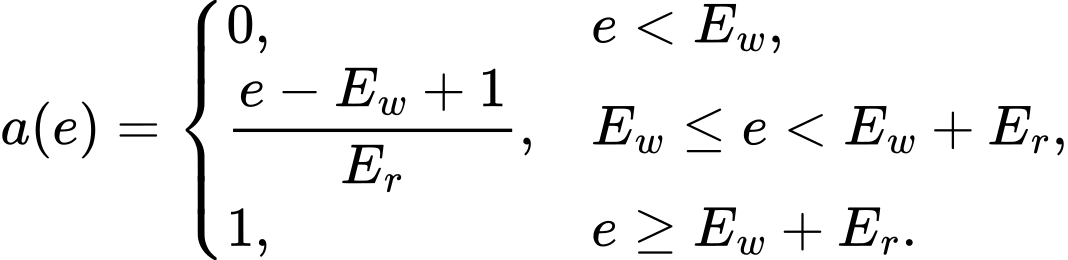 a(e) = { 0, e < E_w,
(e − E_w + 1) / E_r, E_w ≤ e < E_w + E_r,
1, e ≥ E_w + E_r.